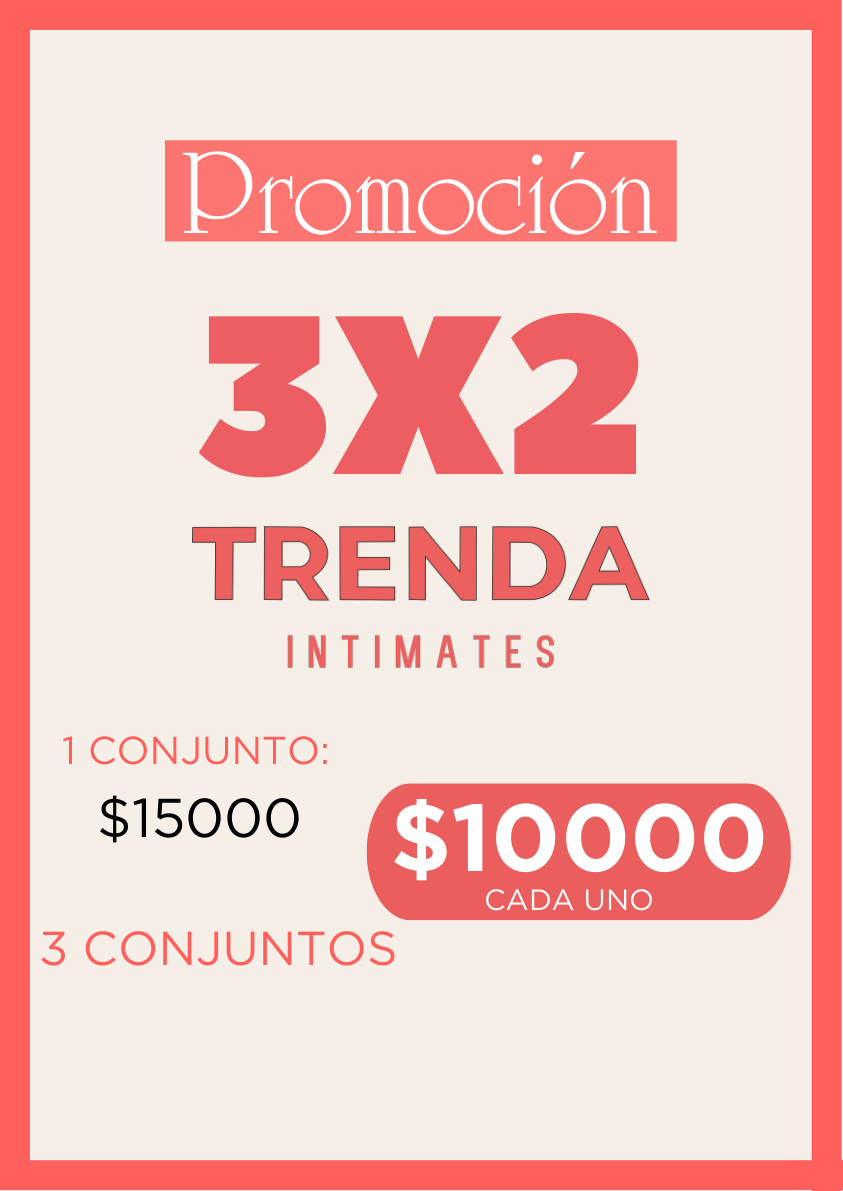 Promoción
3X2
TRENDA
INTIMATES
1 CONJUNTO:
$15000
$10000
CADA UNO
3 CONJUNTOS